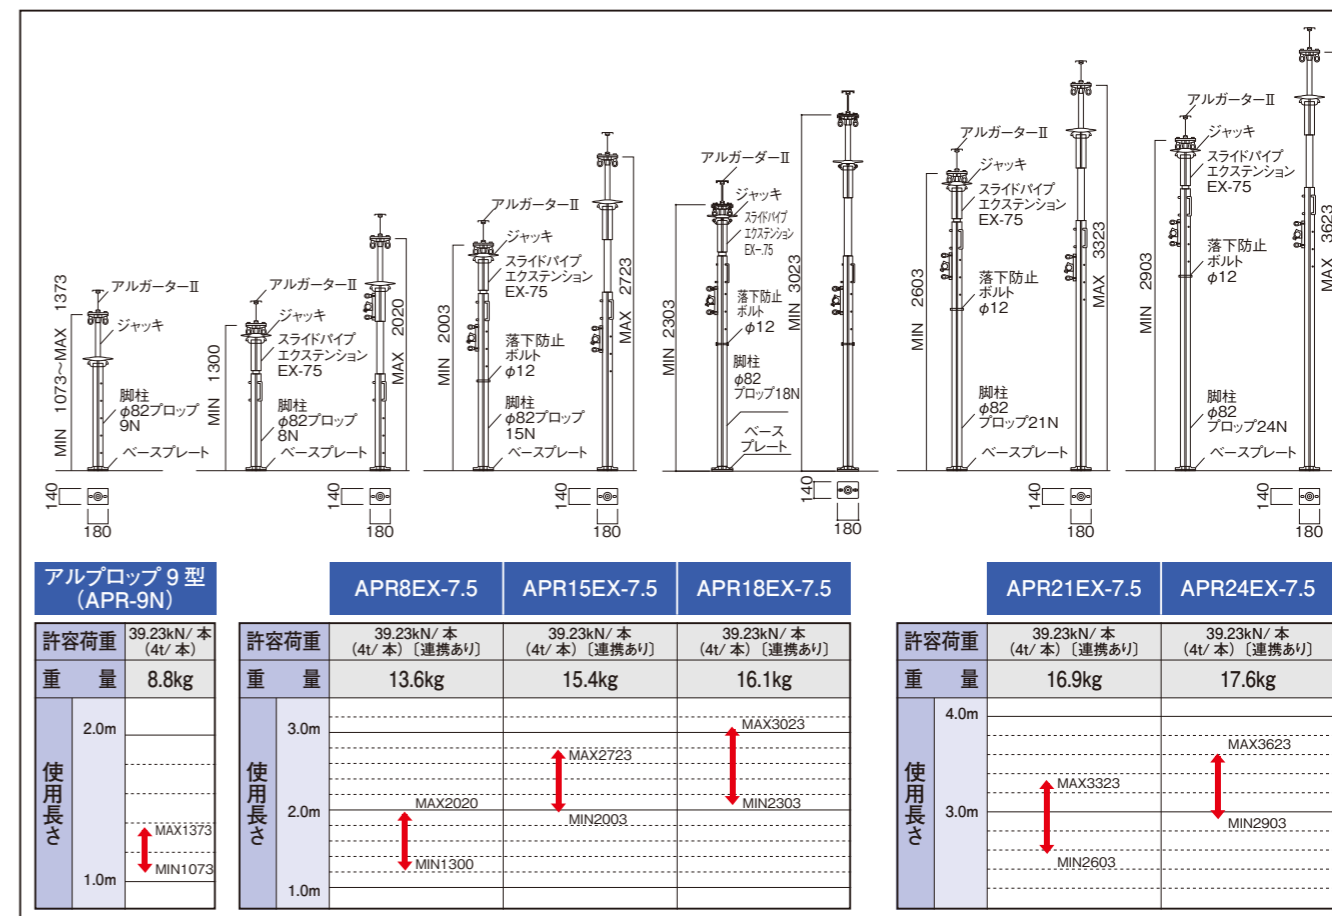 アルガーターⅡ
ジャッキ
脚柱
φ82プロップ
9N
ベースプレート
MIN 1073〜MAX 1373
140
180
アルガーターⅡ
ジャッキ
スライドパイプ
エクステンション
EX-75
脚柱
φ82プロップ
8N
ベースプレート
MIN 1300
MAX 2020
140
180
アルガーターⅡ
ジャッキ
スライドパイプ
エクステンション
EX-75
落下防止
ボルト
φ12
脚柱
φ82プロップ
15N
ベースプレート
MIN 2003
MAX 2723
140
180
アルガーダーⅡ
ジャッキ
スライドパイプ
エクステンション
EX-.75
落下防止
ボルト
φ12
脚柱
φ82
プロップ18N
ベース
プレート
MIN 2303
MIN 3023
140
180
アルガーターⅡ
ジャッキ
スライドパイプ
エクステンション
EX-75
落下防止
ボルト
φ12
脚柱
φ82
プロップ21N
ベースプレート
MIN 2603
MAX 3323
140
180
アルガーターⅡ
ジャッキ
スライドパイプ
エクステンション
EX-75
落下防止
ボルト
φ12
脚柱
φ82
プロップ24N
ベースプレート
MIN 2903
MAX 3623
140
180
アルプロップ 9 型
（APR-9N）
許容荷重 39.23kN/ 本
（4t/ 本）
重 量 8.8kg
使用長さ
2.0m
MAX1373
MIN1073
1.0m
APR8EX-7.5 APR15EX-7.5 APR18EX-7.5
許容荷重 39.23kN/ 本 39.23kN/ 本 39.23kN/ 本
（4t/ 本）〔連携あり〕 （4t/ 本）〔連携あり〕 （4t/ 本）〔連携あり〕
重 量 13.6kg 15.4kg 16.1kg
使用長さ
3.0m
MAX3023
MAX2723
MAX2020
MIN2303
2.0m
MIN2003
MIN1300
1.0m
APR21EX-7.5 APR24EX-7.5
許容荷重 39.23kN/ 本 39.23kN/ 本
（4t/ 本）〔連携あり〕 （4t/ 本）〔連携あり〕
重 量 16.9kg 17.6kg
使用長さ
4.0m
MAX3623
MAX3323
3.0m
MIN2903
MIN2603